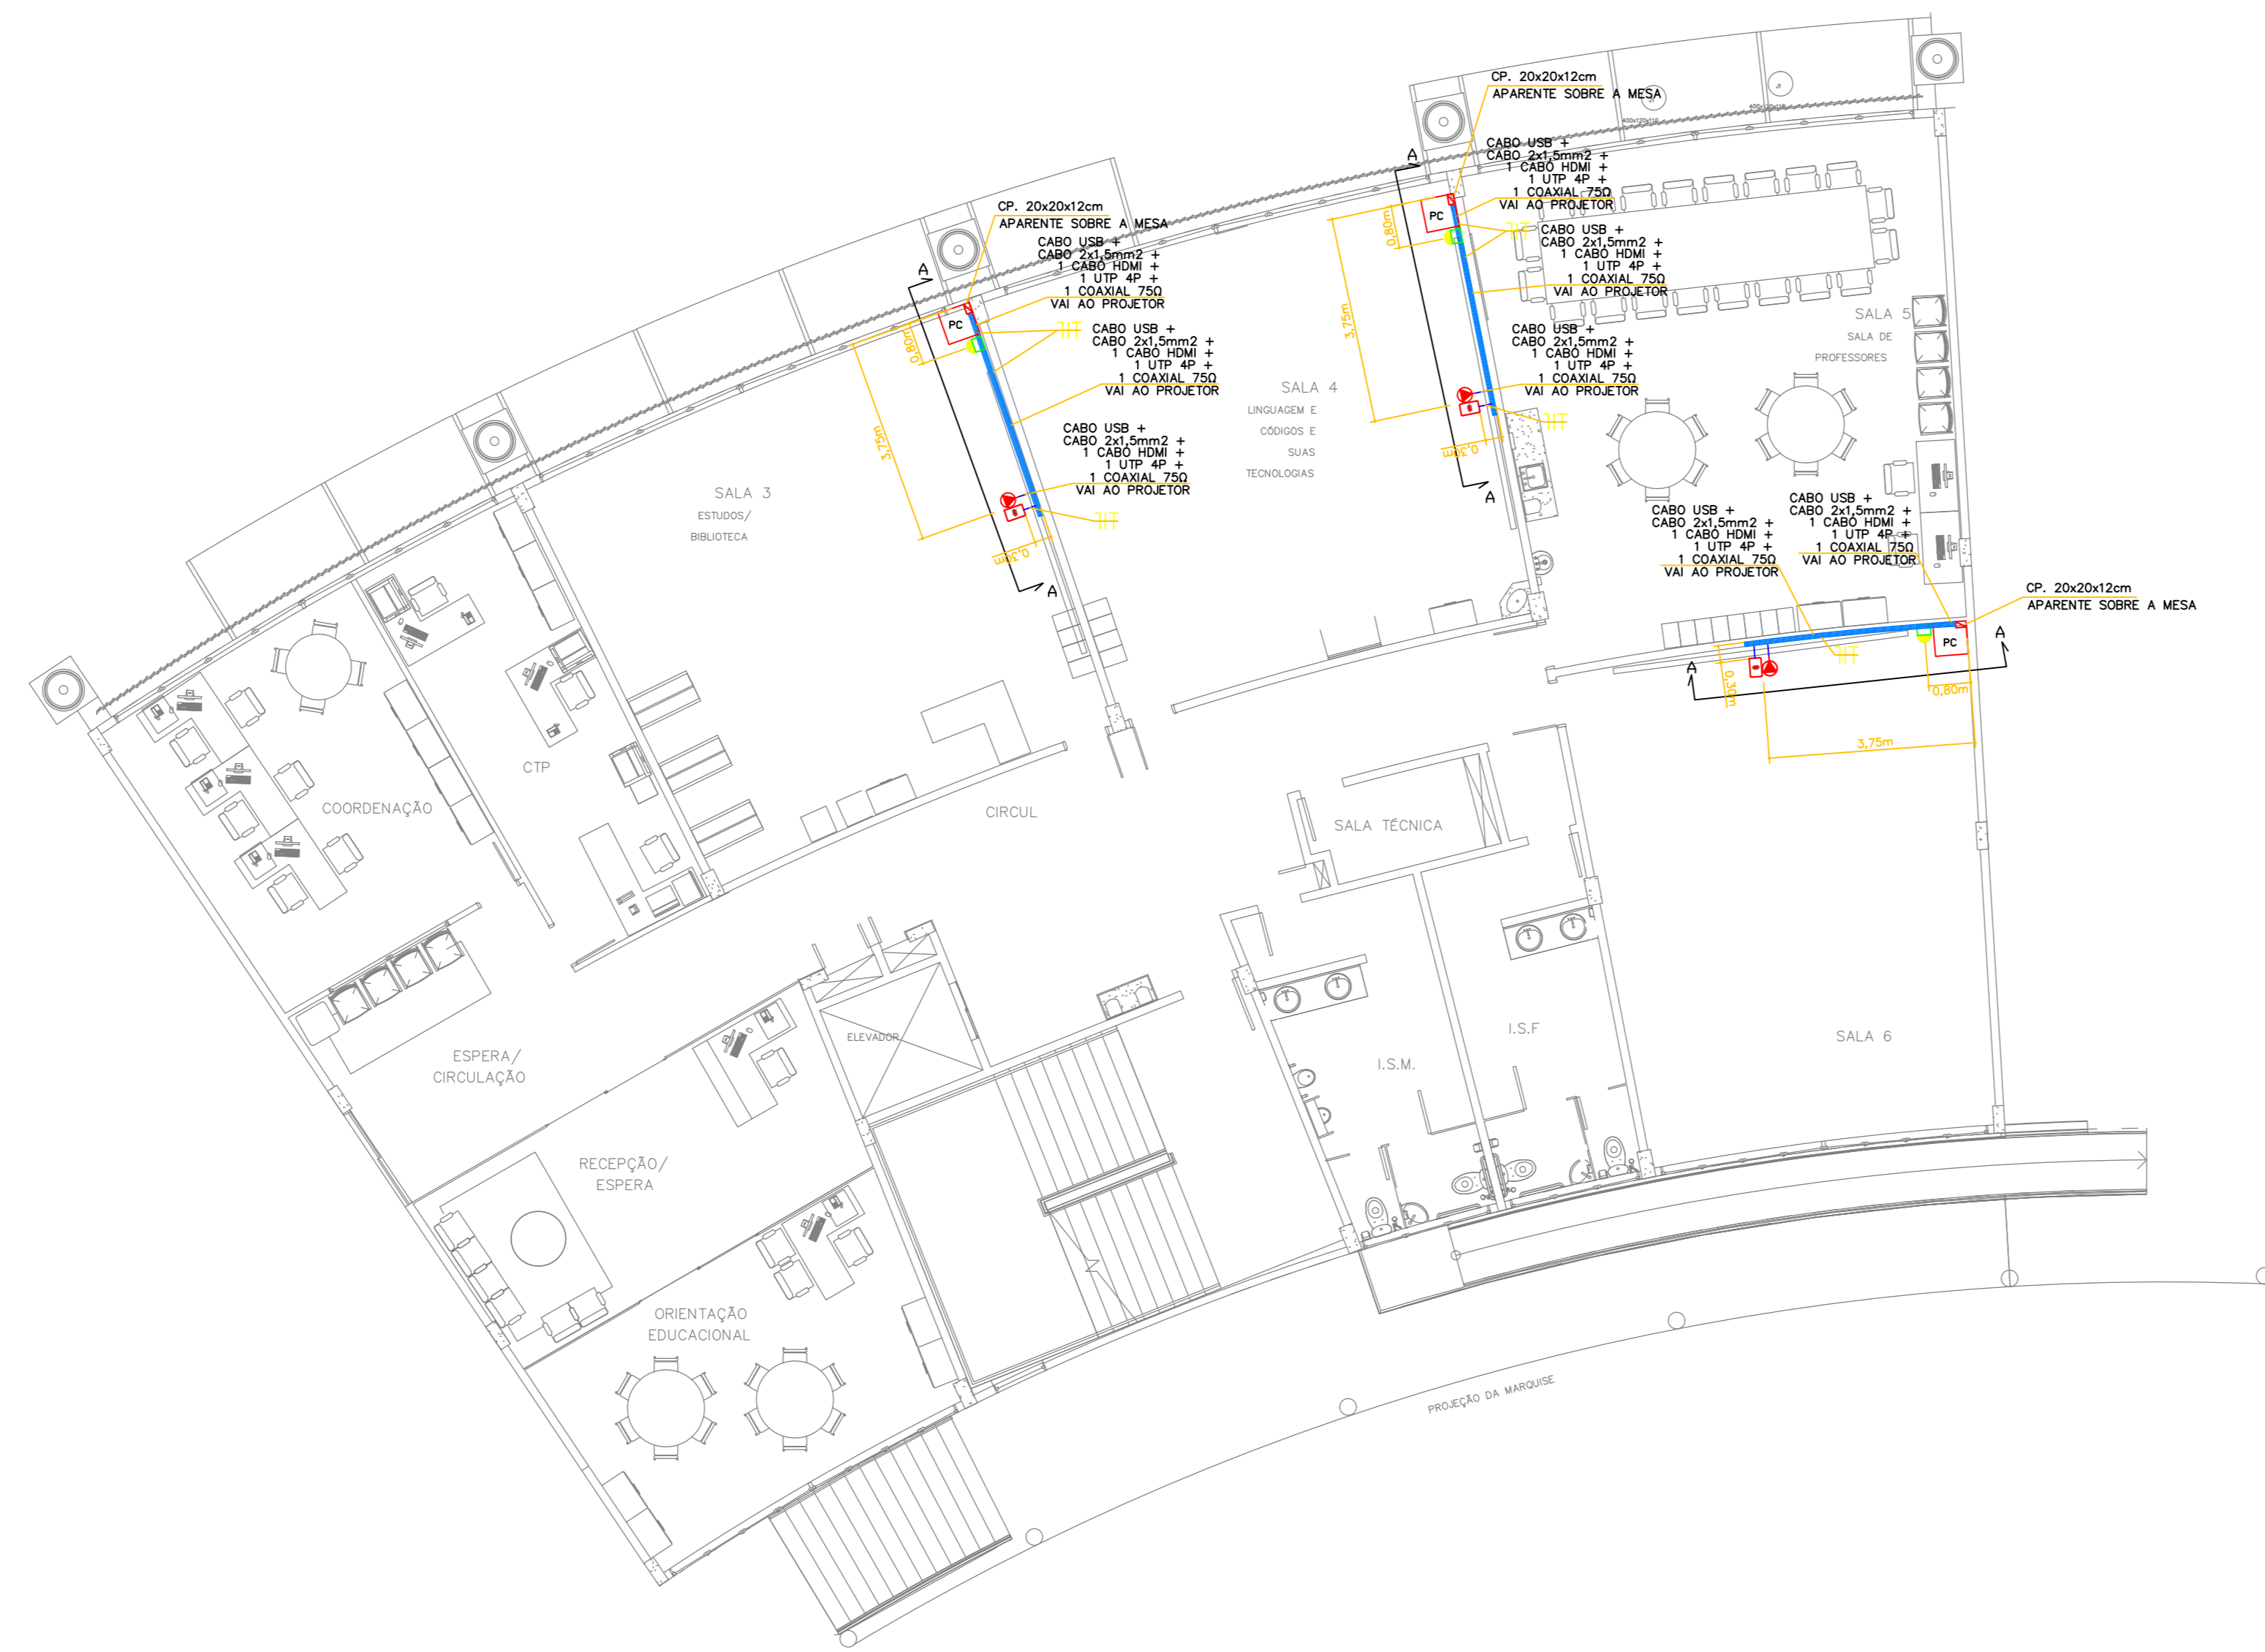 CP. 20x20x12cm
APARENTE SOBRE A MESA
400x120x110
400x120x110
CABO USB +
CABO 2x1,5mm2 +
1 CABO HDMI +
1 UTP 4P +
1 COAXIAL 75Ω
VAI AO PROJETOR
A
PC
0,80m
3,75m
CABO USB +
CABO 2x1,5mm2 +
1 CABO HDMI +
1 UTP 4P +
1 COAXIAL 75Ω
VAI AO PROJETOR
CABO USB +
CABO 2x1,5mm2 +
1 CABO HDMI +
1 UTP 4P +
1 COAXIAL 75Ω
VAI AO PROJETOR
0,30m
A
CP. 20x20x12cm
APARENTE SOBRE A MESA
CABO USB +
CABO 2x1,5mm2 +
1 CABO HDMI +
1 UTP 4P +
1 COAXIAL 75Ω
VAI AO PROJETOR
A
PC
0,80m
3,75m
CABO USB +
CABO 2x1,5mm2 +
1 CABO HDMI +
1 UTP 4P +
1 COAXIAL 75Ω
VAI AO PROJETOR
CABO USB +
CABO 2x1,5mm2 +
1 CABO HDMI +
1 UTP 4P +
1 COAXIAL 75Ω
VAI AO PROJETOR
0,30m
A
SALA 5
SALA DE
PROFESSORES
SALA 4
LINGUAGEM E
CÓDIGOS E
SUAS
TECNOLOGIAS
SALA 3
ESTUDOS/
BIBLIOTECA
CABO USB +
CABO 2x1,5mm2 +
1 CABO HDMI +
1 UTP 4P +
1 COAXIAL 75Ω
VAI AO PROJETOR
CABO USB +
CABO 2x1,5mm2 +
1 CABO HDMI +
1 UTP 4P +
1 COAXIAL 75Ω
VAI AO PROJETOR
CP. 20x20x12cm
APARENTE SOBRE A MESA
A
PC
A
0,30m
0,80m
3,75m
CTP
COORDENAÇÃO
CIRCUL
SALA TÉCNICA
ELEVADOR
I.S.M.
I.S.F
SALA 6
ESPERA/
CIRCULAÇÃO
RECEPÇÃO/
ESPERA
ORIENTAÇÃO
EDUCACIONAL
PROJEÇÃO DA MARQUISE